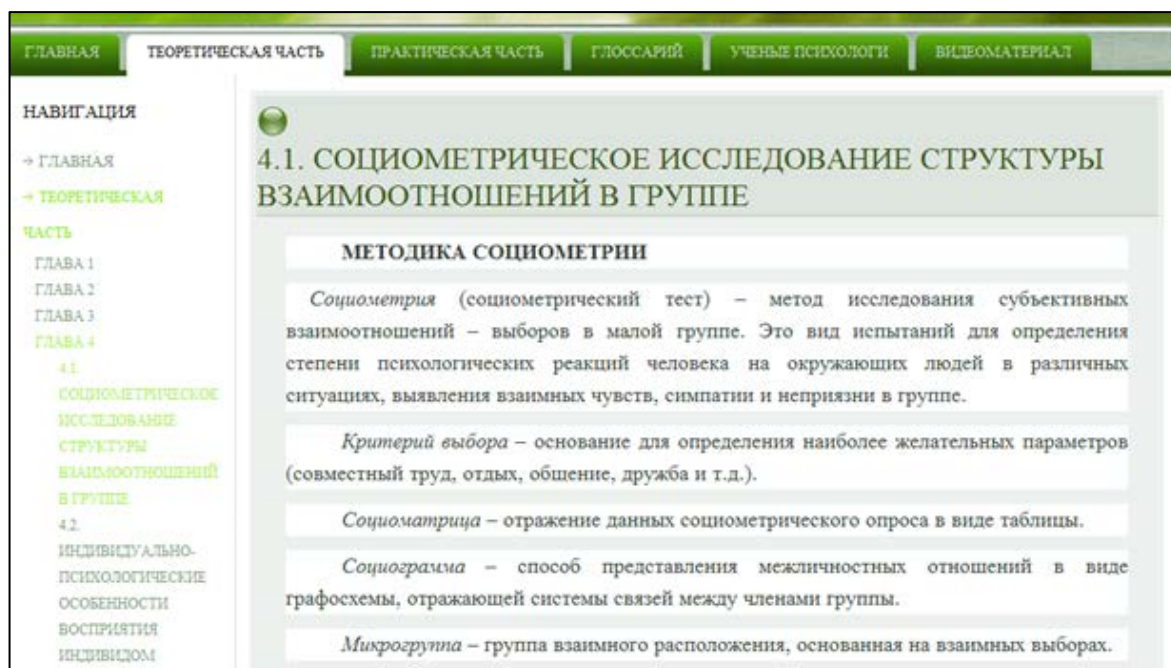 ГЛАВНАЯ ТЕОРЕТИЧЕСКАЯ ЧАСТЬ ПРАКТИЧЕСКАЯ ЧАСТЬ ГЛОССАРИЙ УЧЕНЫЕ ПСИХОЛОГИ ВИДЕОМАТЕРИАЛ
НАВИГАЦИЯ
→ ГЛАВНАЯ
→ ТЕОРЕТИЧЕСКАЯ
ЧАСТЬ
ГЛАВА 1
ГЛАВА 2
ГЛАВА 3
ГЛАВА 4
4.1.
СОЦИОМЕТРИЧЕСКОЕ
ИССЛЕДОВАНИЕ
СТРУКТУРЫ
ВЗАИМООТНОШЕНИЙ
В ГРУППЕ
4.2.
ИНДИВИДУАЛЬНО-
ПСИХОЛОГИЧЕСКИЕ
ОСОБЕННОСТИ
ВОСПРИЯТИЯ
ИНДИВИДОМ
4.1. СОЦИОМЕТРИЧЕСКОЕ ИССЛЕДОВАНИЕ СТРУКТУРЫ
ВЗАИМООТНОШЕНИЙ В ГРУППЕ
МЕТОДИКА СОЦИОМЕТРИИ
Социометрия (социометрический тест) – метод исследования субъективных
взаимоотношений – выборов в малой группе. Это вид испытаний для определения
степени психологических реакций человека на окружающих людей в различных
ситуациях, выявления взаимных чувств, симпатии и неприязни в группе.
Критерий выбора – основание для определения наиболее желательных параметров
(совместный труд, отдых, общение, дружба и т.д.).
Социоматрица – отражение данных социометрического опроса в виде таблицы.
Социограмма – способ представления межличностных отношений в виде
графосхемы, отражающей системы связей между членами группы.
Микрогруппа – группа взаимного расположения, основанная на взаимных выборах.